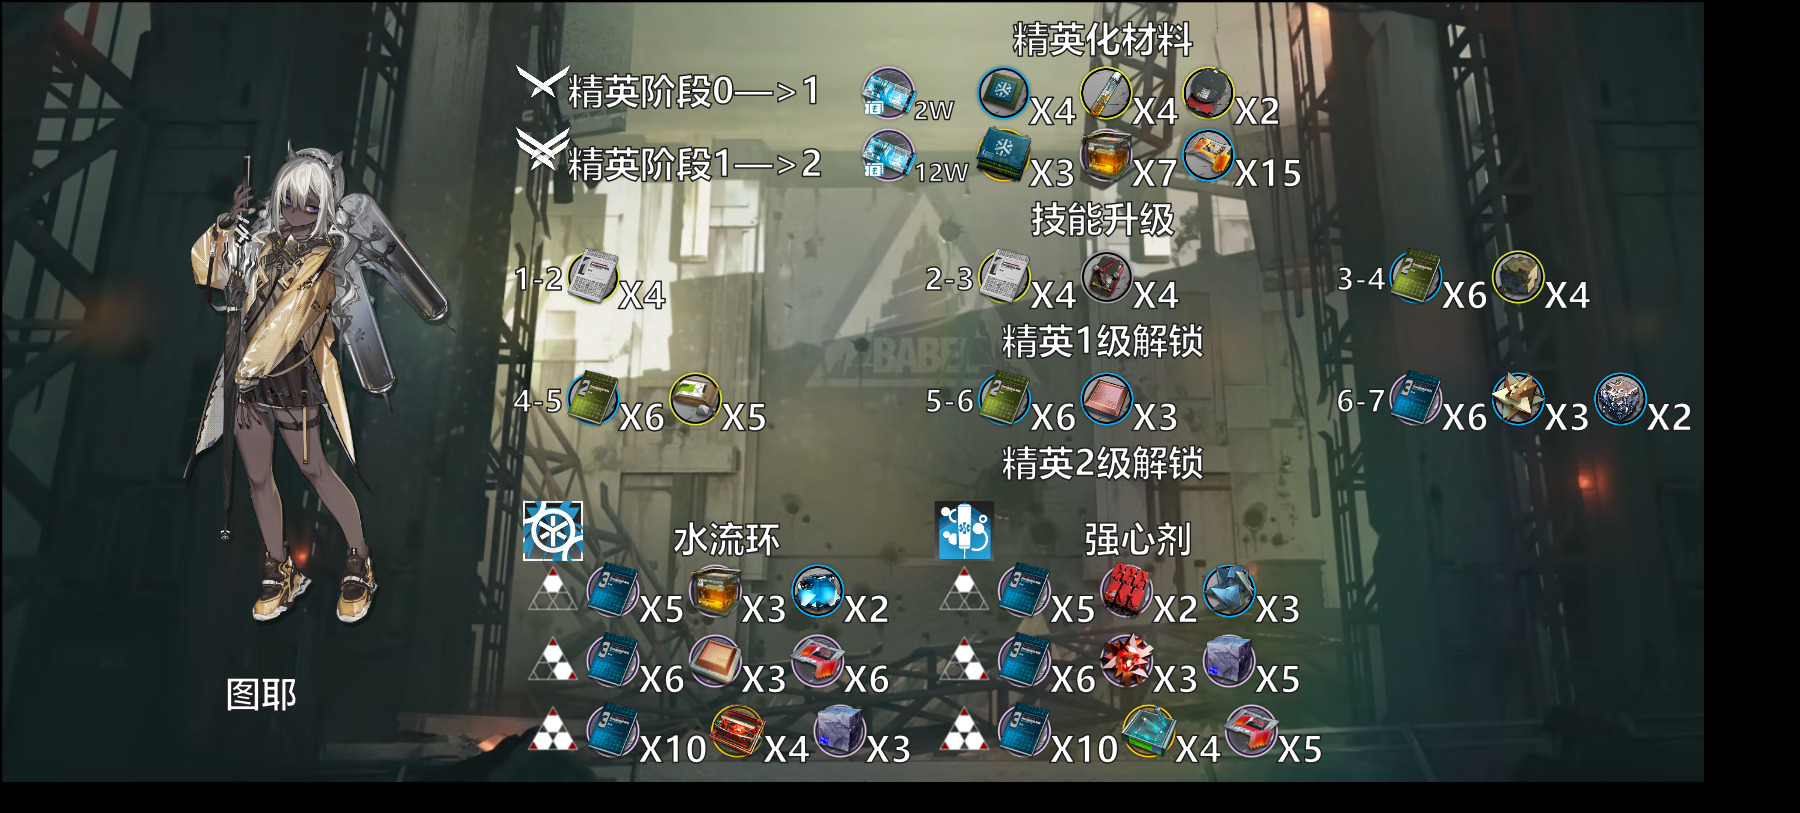 精英化材料
精英阶段0—>1 2W X4 X4 X2
精英阶段1—>2 12W X3 X7 X15
技能升级
1-2 X4 2-3 X4 X4 3-4 X6 X4
精英1级解锁
4-5 X6 X5 5-6 X6 X3 6-7 X6 X3 X2
精英2级解锁
水流环 强心剂
X5 X3 X2 X5 X2 X3
X6 X3 X6 X6 X3 X5
X10 X4 X3 X10 X4 X5
图耶
BABEL